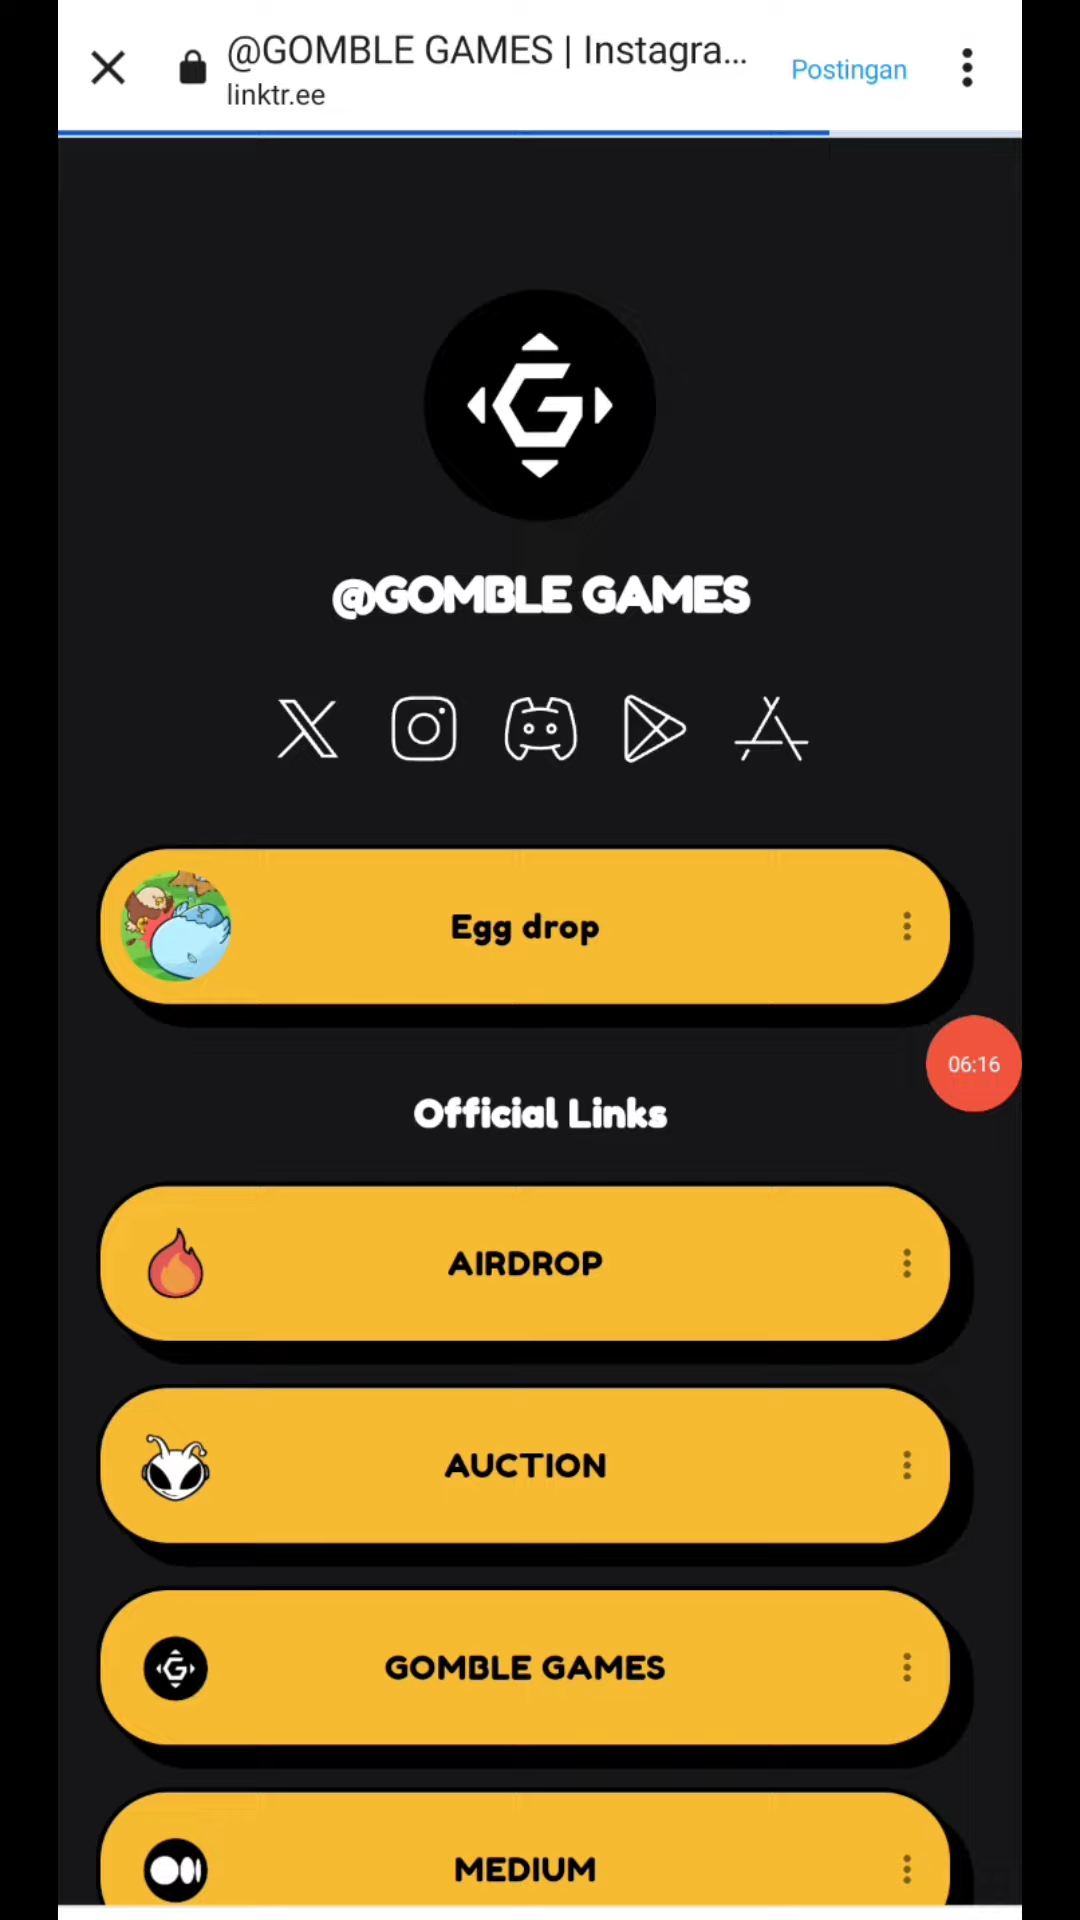 @GOMBLE GAMES | Instagra...
linktr.ee
Postingan
@GOMBLE GAMES
Egg drop
06:16
Official Links
AIRDROP
AUCTION
GOMBLE GAMES
MEDIUM